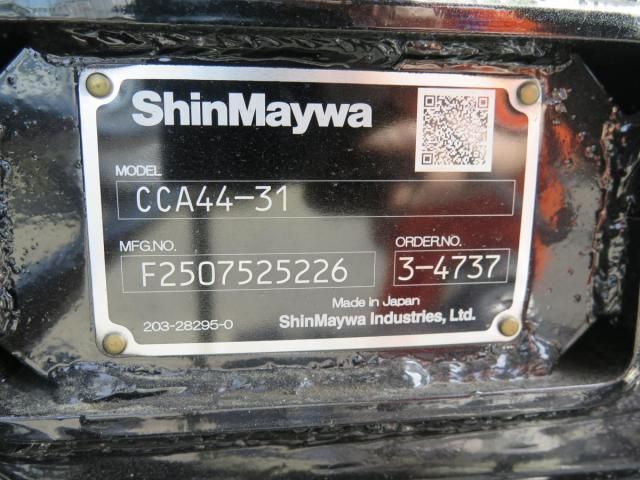 ShinMaywa
MODEL
CCA44-31
MFG.NO. ORDER.NO.
F2507525226 3-4737
Made in Japan
203-28295-0 ShinMaywa Industries, Ltd.